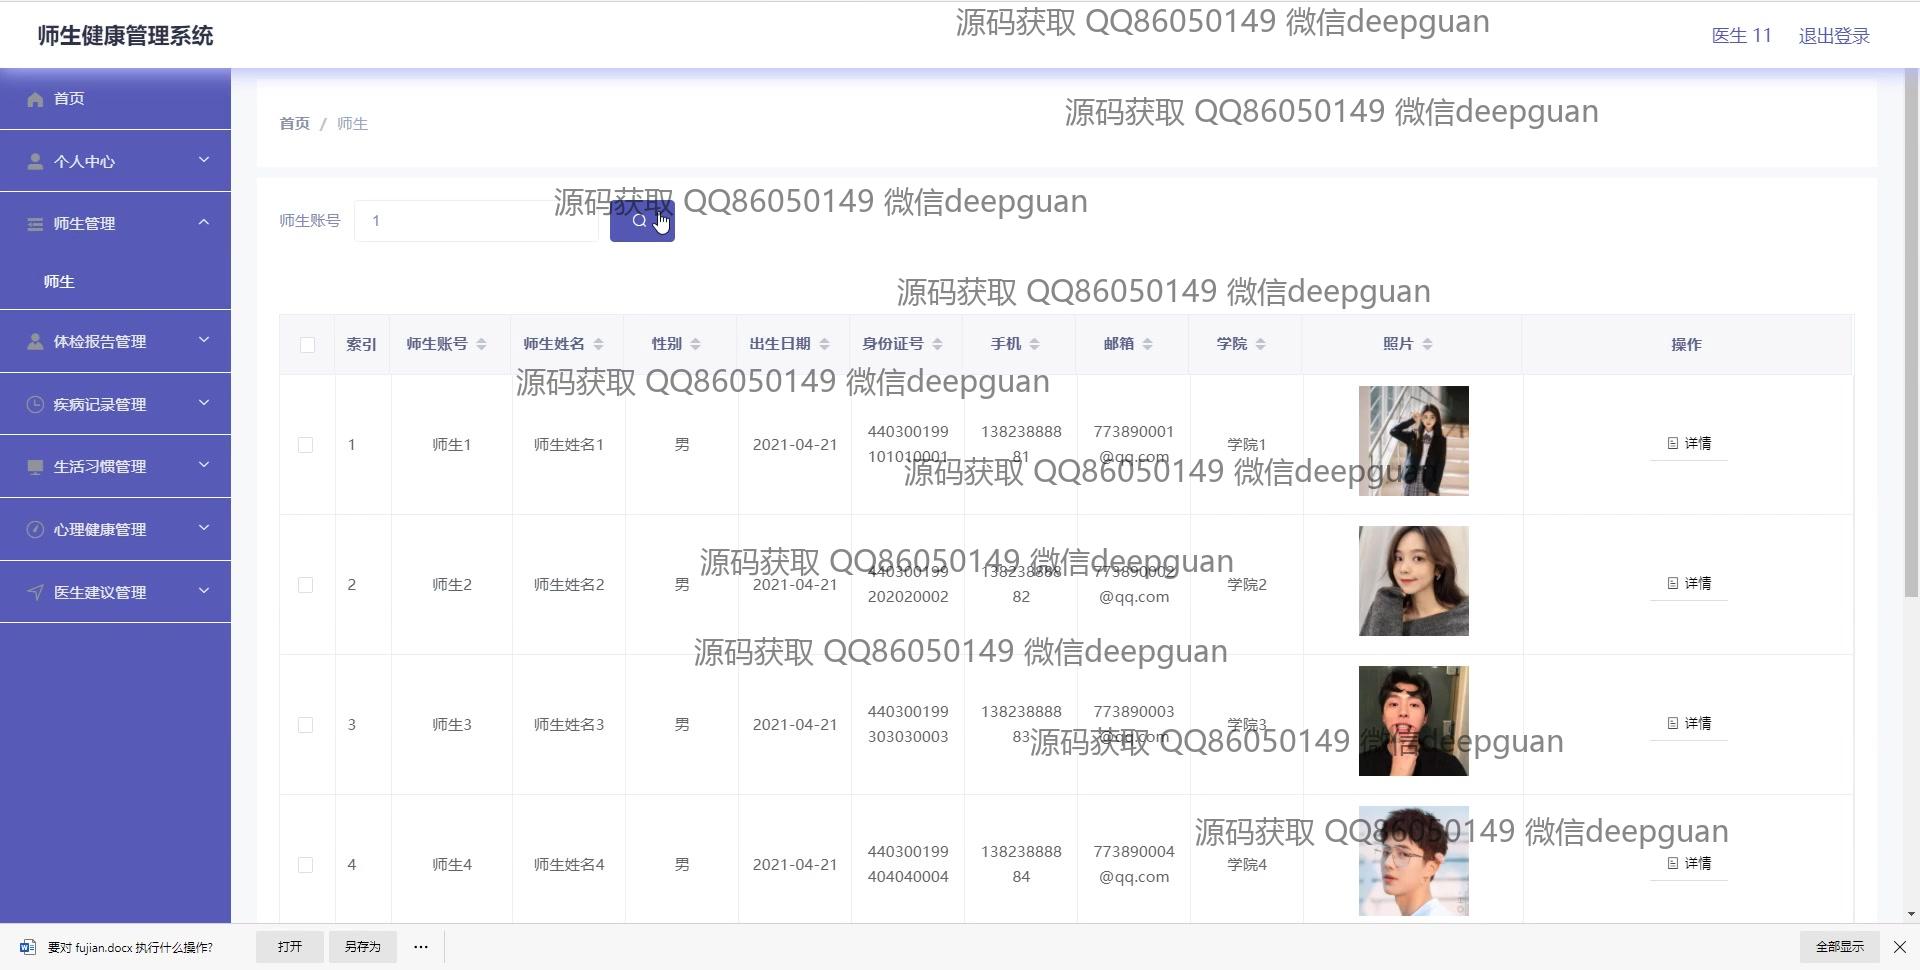 源码获取 QQ86050149 微信deepguan
师生健康管理系统
医生 11 退出登录
首页
源码获取 QQ86050149 微信deepguan
首页 / 师生
个人中心
源码获取 QQ86050149 微信deepguan
师生管理
师生账号 1
师生
源码获取 QQ86050149 微信deepguan
体检报告管理
索引 师生账号 师生姓名 性别 出生日期 身份证号 手机 邮箱 学院 照片 操作
源码获取 QQ86050149 微信deepguan
疾病记录管理
440300199 138238888 773890001
1 师生1 师生姓名1 男 2021-04-21 学院1 详情
101010001 81 @qq.com
生活习惯管理
源码获取 QQ86050149 微信deepguan
心理健康管理
源码获取 QQ86050149 微信deepguan
440300199 138238888 773890002
2 师生2 师生姓名2 男 2021-04-21 学院2 详情
202020002 82 @qq.com
医生建议管理
源码获取 QQ86050149 微信deepguan
440300199 138238888 773890003
3 师生3 师生姓名3 男 2021-04-21 学院3 详情
303030003 83 @qq.com
源码获取 QQ86050149 微信deepguan
源码获取 QQ86050149 微信deepguan
440300199 138238888 773890004
4 师生4 师生姓名4 男 2021-04-21 学院4 详情
404040004 84 @qq.com
要对 fujian.docx 执行什么操作? 打开 另存为 ··· 全部显示